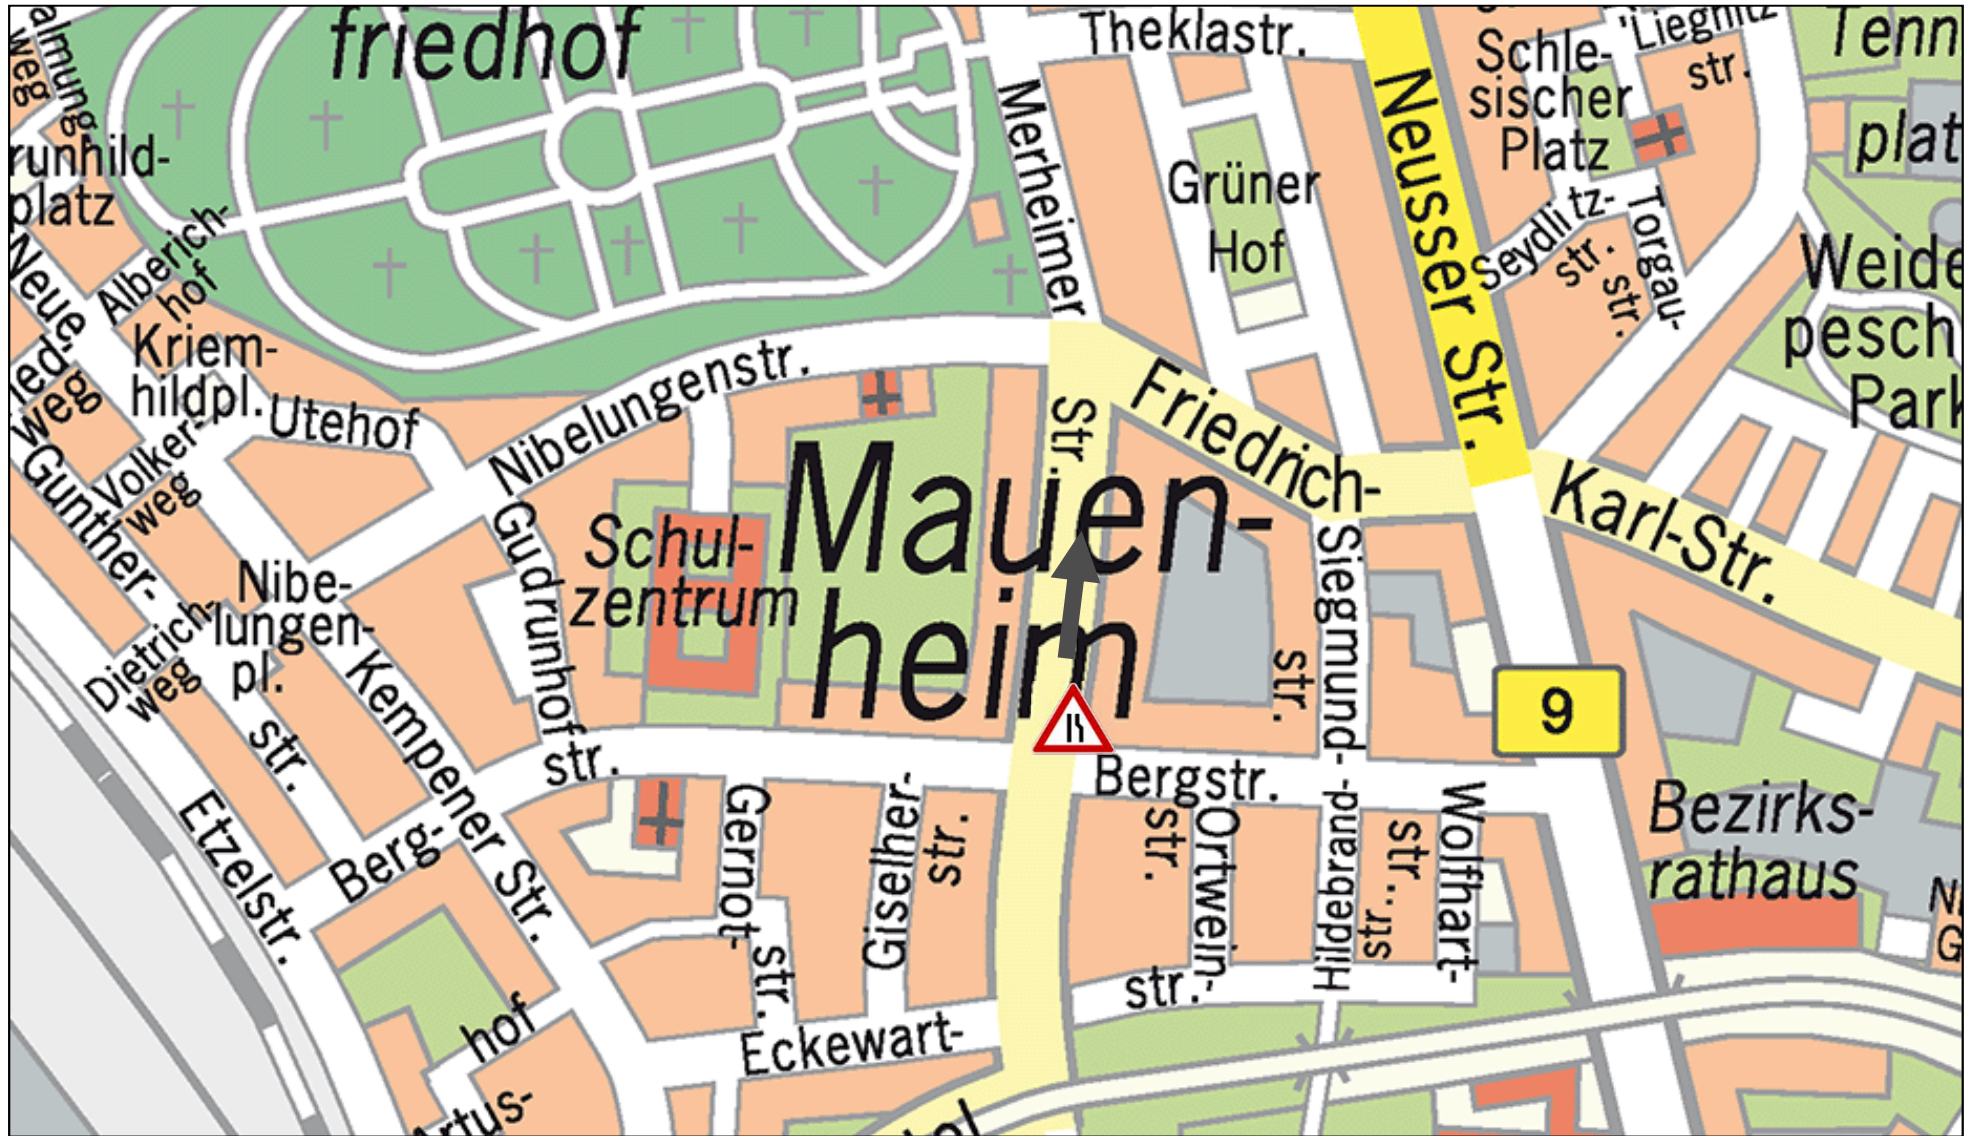 friedhof
Theklastr.
Merheimer
Str.
Neusser Str.
Schle-
sischer
Platz
'Liegnitz
str.
Tenn
plat
Grüner
Hof
Seydlitz-
str.
Torgau-
str.
Weide
pesch
Park
almung
weg
runhild-
platz
Neue
Alberich-
hof
Kriem-
hildpl.
Utehof
Volker-
weg
weg
Gunther-
str.
Nibelungenstr.
Friedrich-
Karl-Str.
Mauen-
heim
Schul-
zentrum
Gudrunhof
Siegmund-
str.
Nibe-
lungen-
pl.
Dietrich-
weg
Kempener Str.
Etzelstr.
Berg-
str.
Bergstr.
9
Gernot-
str.
Giselher-
str.
Ortwein-
str.
Hildebrand-
str.
Wolfhart-
str.
Bezirks-
rathaus
Eckewart-
str.
hof
Artus-